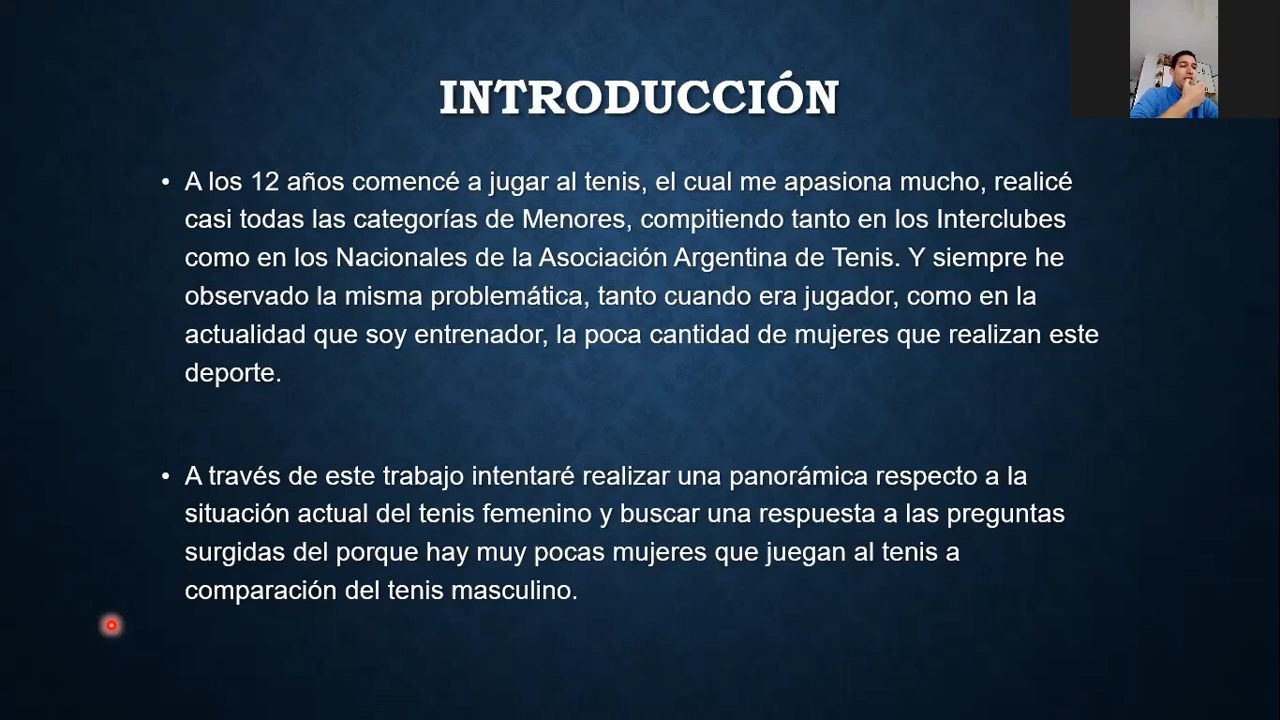 INTRODUCCIÓN
• A los 12 años comencé a jugar al tenis, el cual me apasiona mucho, realicé
casi todas las categorías de Menores, compitiendo tanto en los Interclubes
como en los Nacionales de la Asociación Argentina de Tenis. Y siempre he
observado la misma problemática, tanto cuando era jugador, como en la
actualidad que soy entrenador, la poca cantidad de mujeres que realizan este
deporte.
• A través de este trabajo intentaré realizar una panorámica respecto a la
situación actual del tenis femenino y buscar una respuesta a las preguntas
surgidas del porque hay muy pocas mujeres que juegan al tenis a
comparación del tenis masculino.